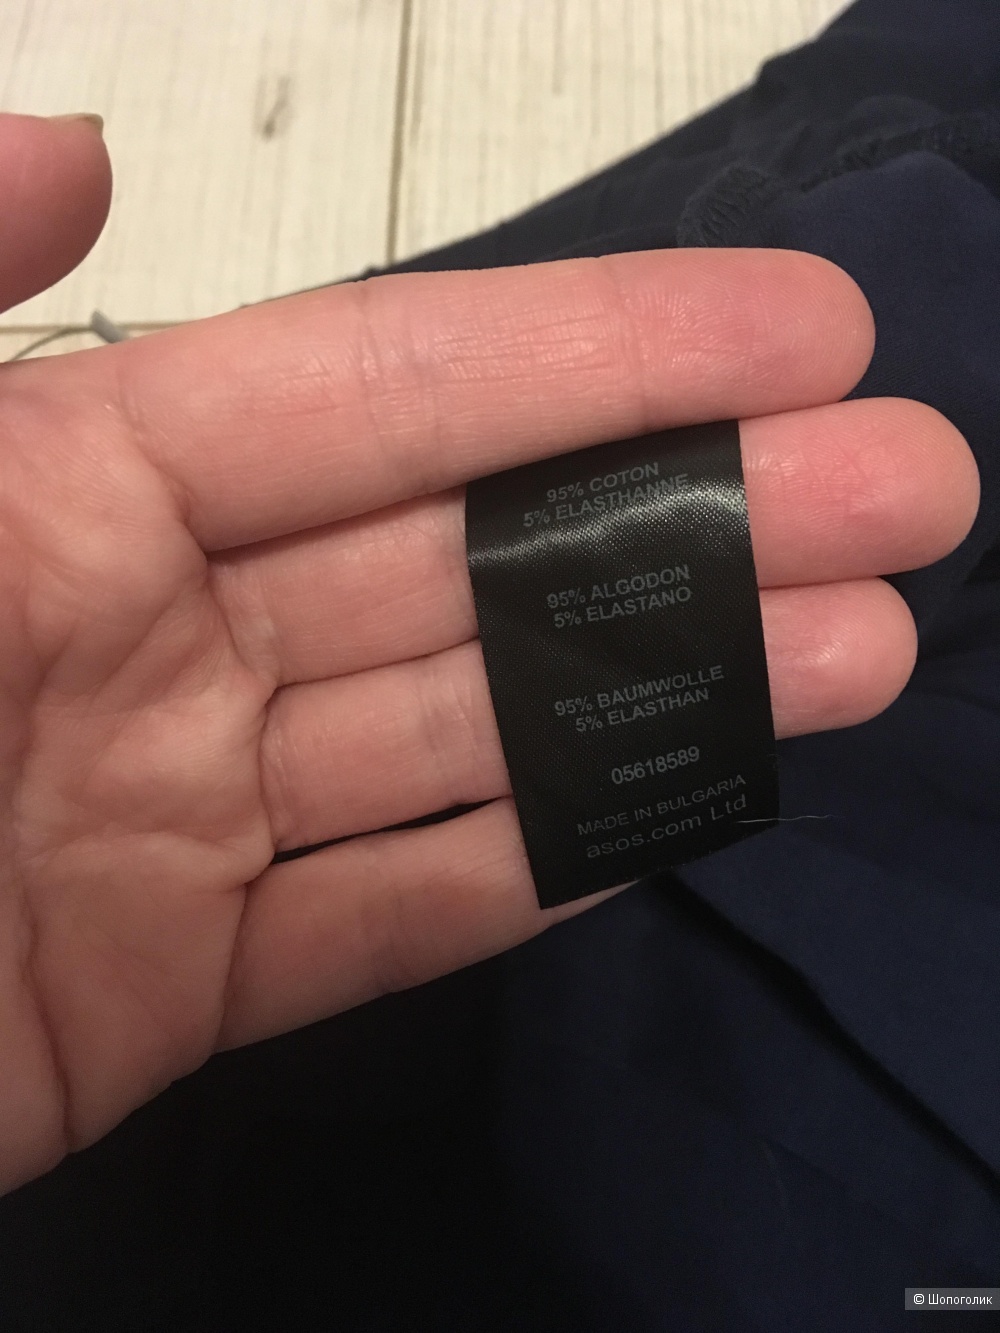 95% COTON
5% ELASTHANNE
95% ALGODON
5% ELASTANO
95% BAUMWOLLE
5% ELASTHAN
05618589
MADE IN BULGARIA
asos.com Ltd
© Шопоголик